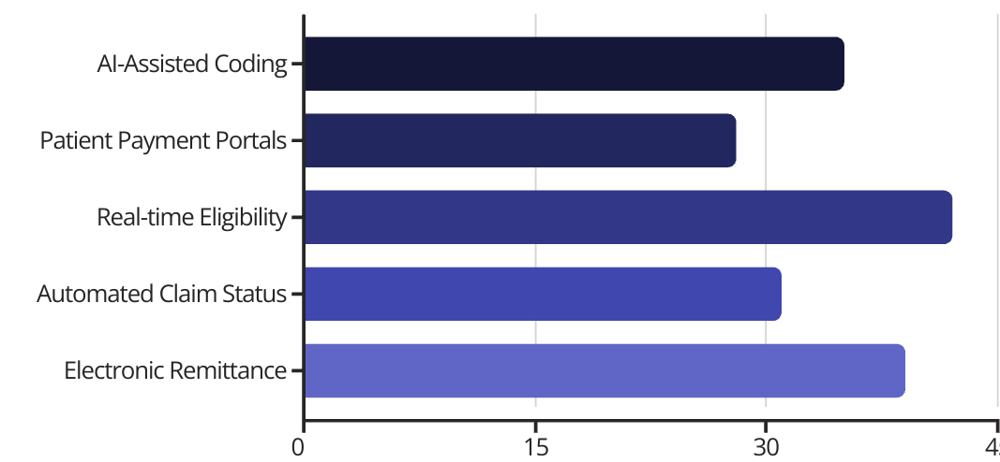 AI-Assisted Coding
Patient Payment Portals
Real-time Eligibility
Automated Claim Status
Electronic Remittance
0 15 30